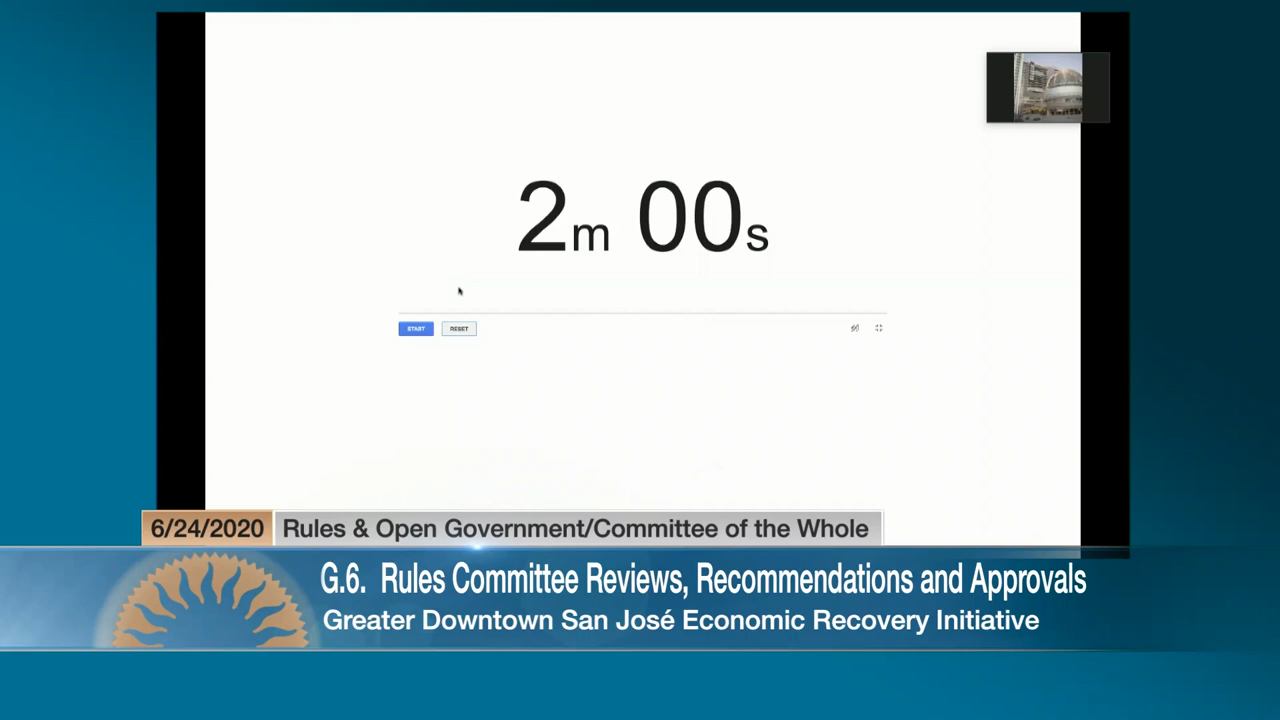 2m 00s
START RESET
6/24/2020 Rules & Open Government/Committee of the Whole
G.6. Rules Committee Reviews, Recommendations and Approvals
Greater Downtown San José Economic Recovery Initiative